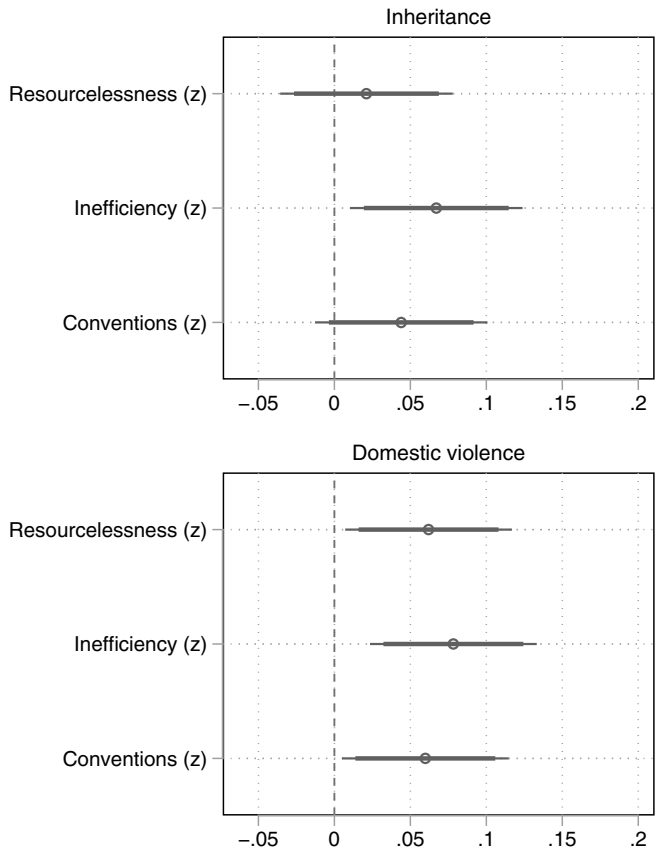 Inheritance
Resourcelessness (z)
Inefficiency (z)
Conventions (z)
−.05 0 .05 .1 .15 .2
Domestic violence
Resourcelessness (z)
Inefficiency (z)
Conventions (z)
−.05 0 .05 .1 .15 .2